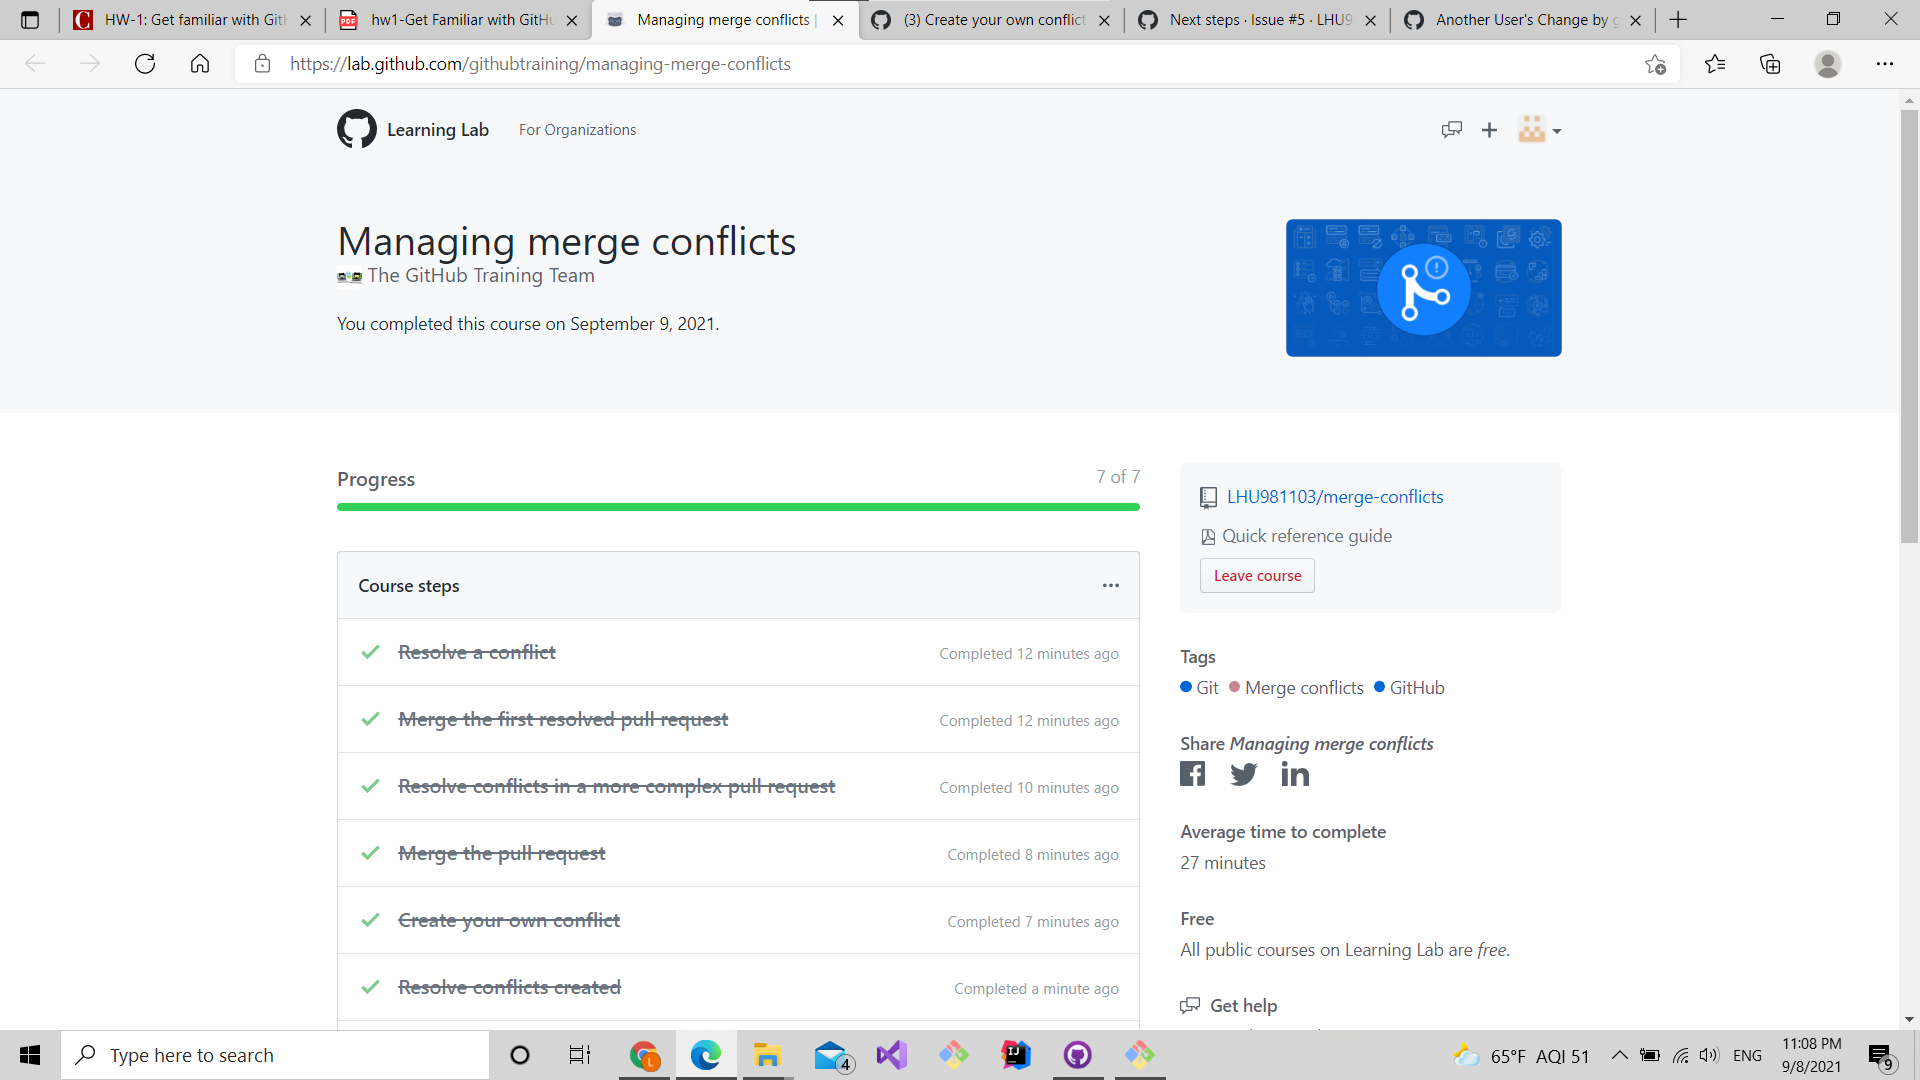 HW-1: Get familiar with GitH
hw1-Get Familiar with GitHu
Managing merge conflicts |
(3) Create your own conflict
Next steps · Issue #5 · LHU9
Another User's Change by g
https://lab.github.com/githubtraining/managing-merge-conflicts
Learning Lab
For Organizations
Managing merge conflicts
The GitHub Training Team
You completed this course on September 9, 2021.
Progress
7 of 7
Course steps
Resolve a conflict
Completed 12 minutes ago
Merge the first resolved pull request
Completed 12 minutes ago
Resolve conflicts in a more complex pull request
Completed 10 minutes ago
Merge the pull request
Completed 8 minutes ago
Create your own conflict
Completed 7 minutes ago
Resolve conflicts created
Completed a minute ago
LHU981103/merge-conflicts
Quick reference guide
Leave course
Tags
Git Merge conflicts GitHub
Share Managing merge conflicts
Average time to complete
27 minutes
Free
All public courses on Learning Lab are free.
Get help
Type here to search
L
4
IJ
65°F AQI 51
ENG
11:08 PM
9/8/2021
9